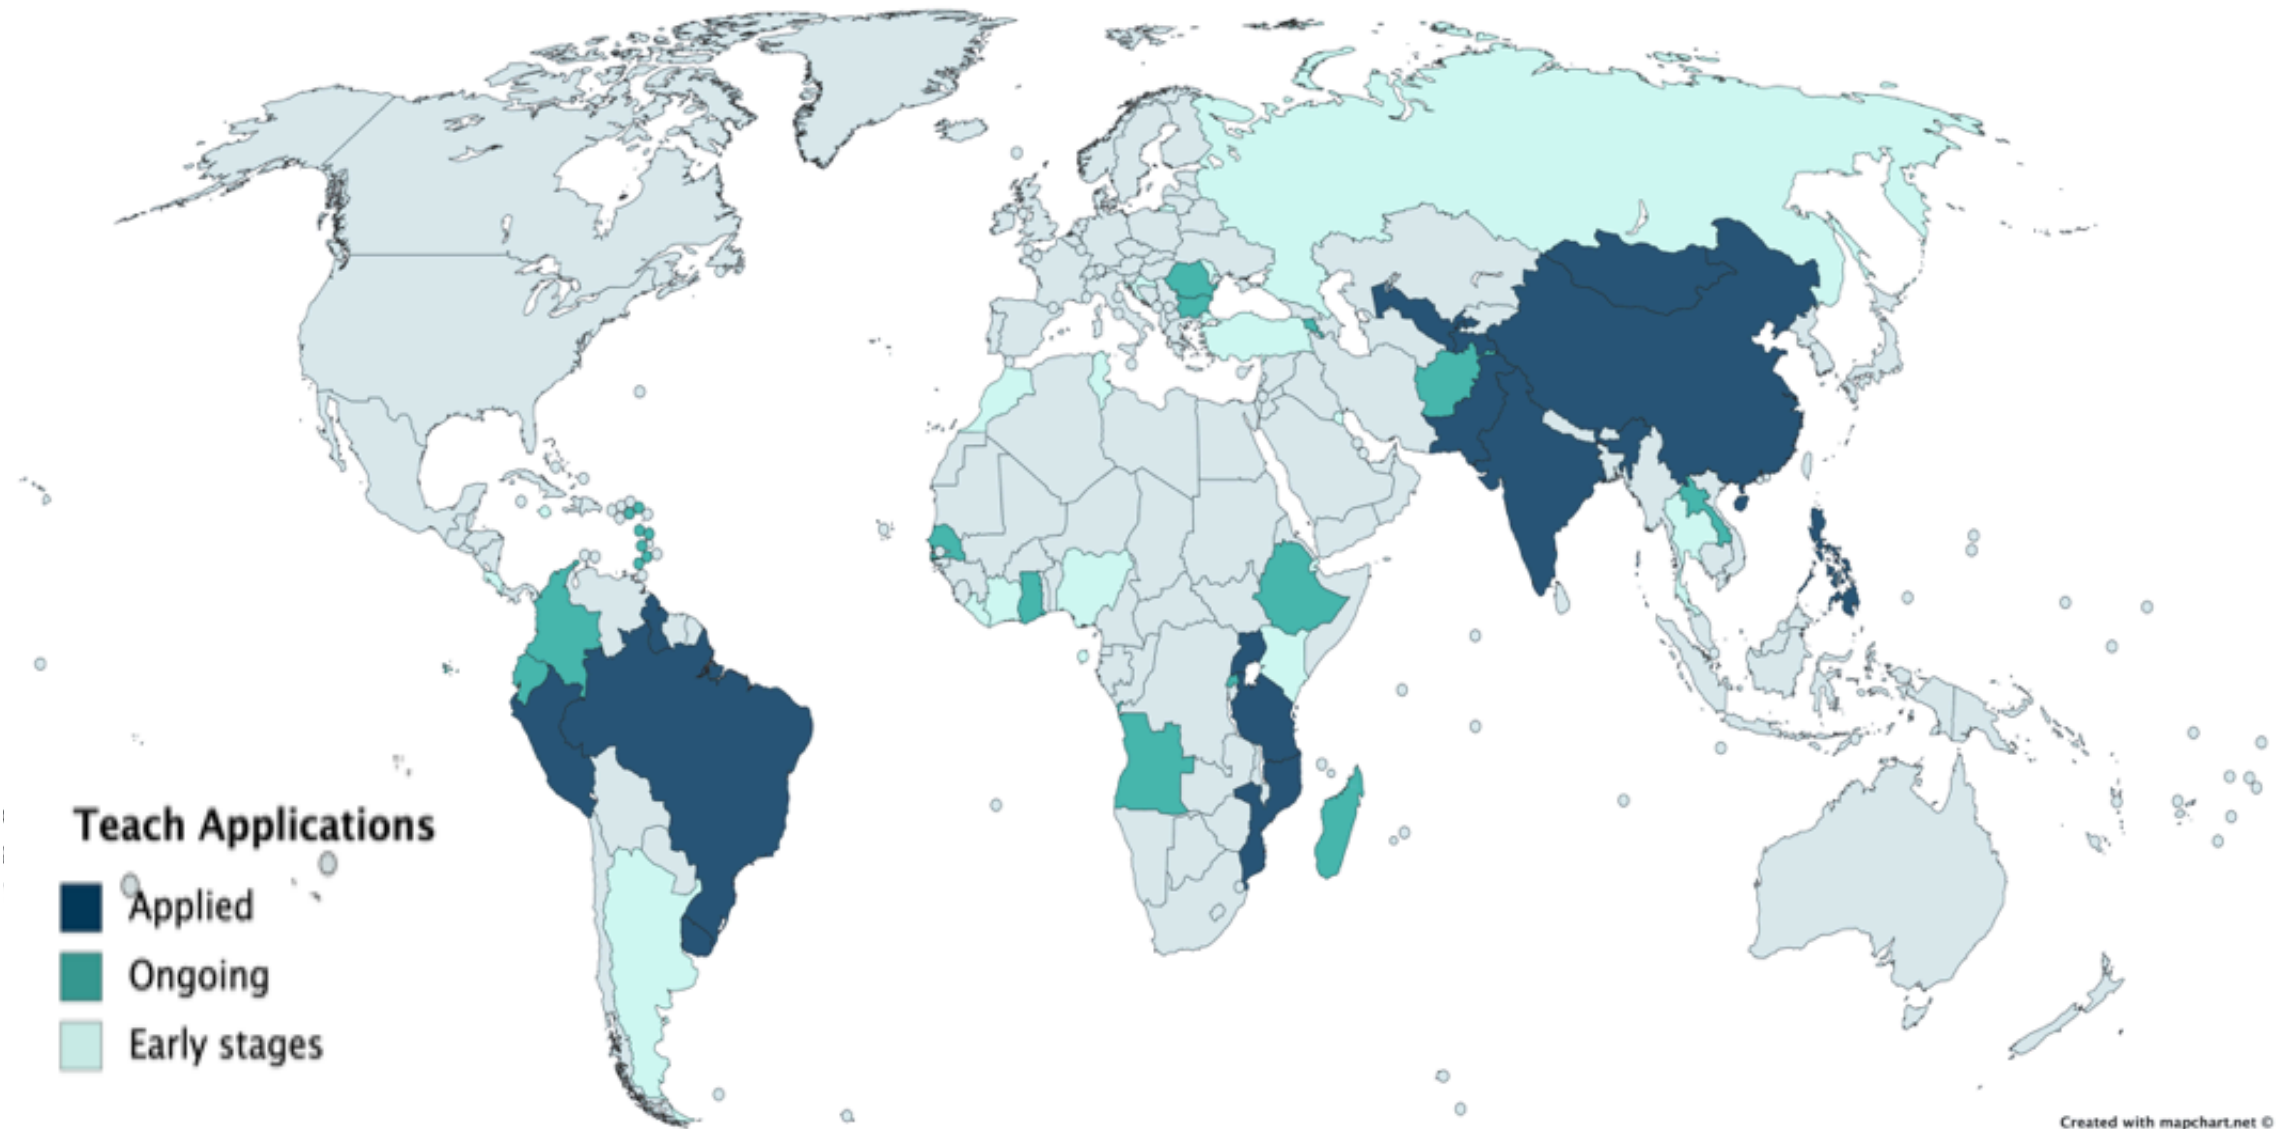 Teach Applications
Applied
Ongoing
Early stages
Created with mapchart.net ©